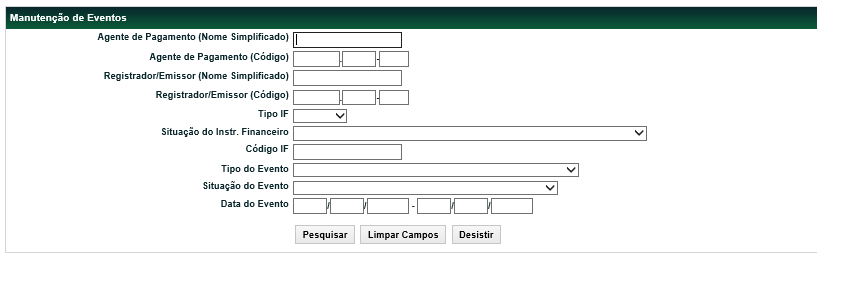 Manutenção de Eventos
Agente de Pagamento (Nome Simplificado)
Agente de Pagamento (Código) . -
Registrador/Emissor (Nome Simplificado)
Registrador/Emissor (Código) . -
Tipo IF
Situação do Instr. Financeiro
Código IF
Tipo do Evento
Situação do Evento
Data do Evento / / - / /
Pesquisar Limpar Campos Desistir